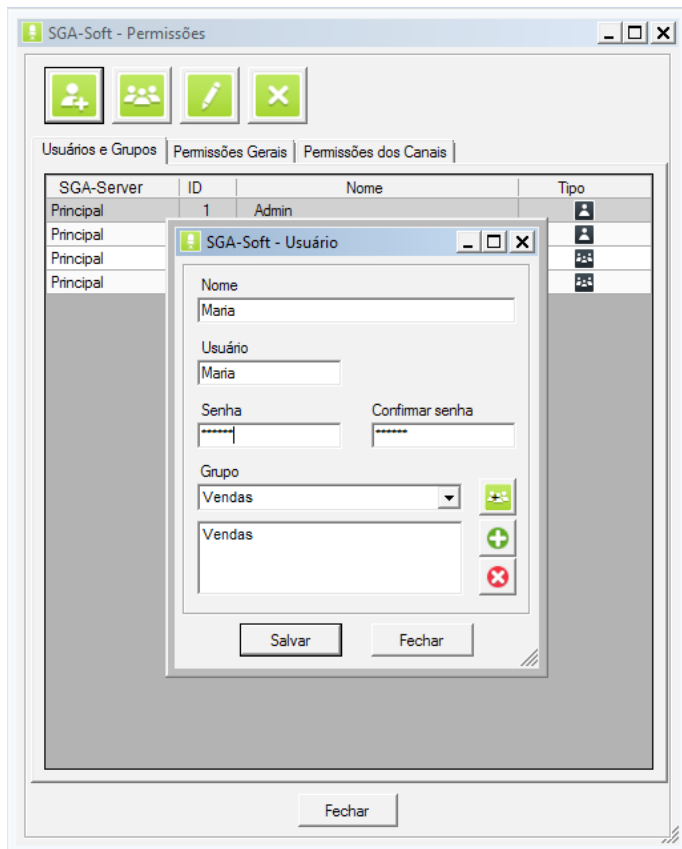 SGA-Soft - Permissões
Usuários e Grupos Permissões Gerais Permissões dos Canais
SGA-Server ID Nome Tipo
Principal 1 Admin
Principal
Principal
Principal
SGA-Soft - Usuário
Nome
Maria
Usuário
Maria
Senha Confirmar senha
****** ******
Grupo
Vendas
Vendas
Salvar Fechar
Fechar